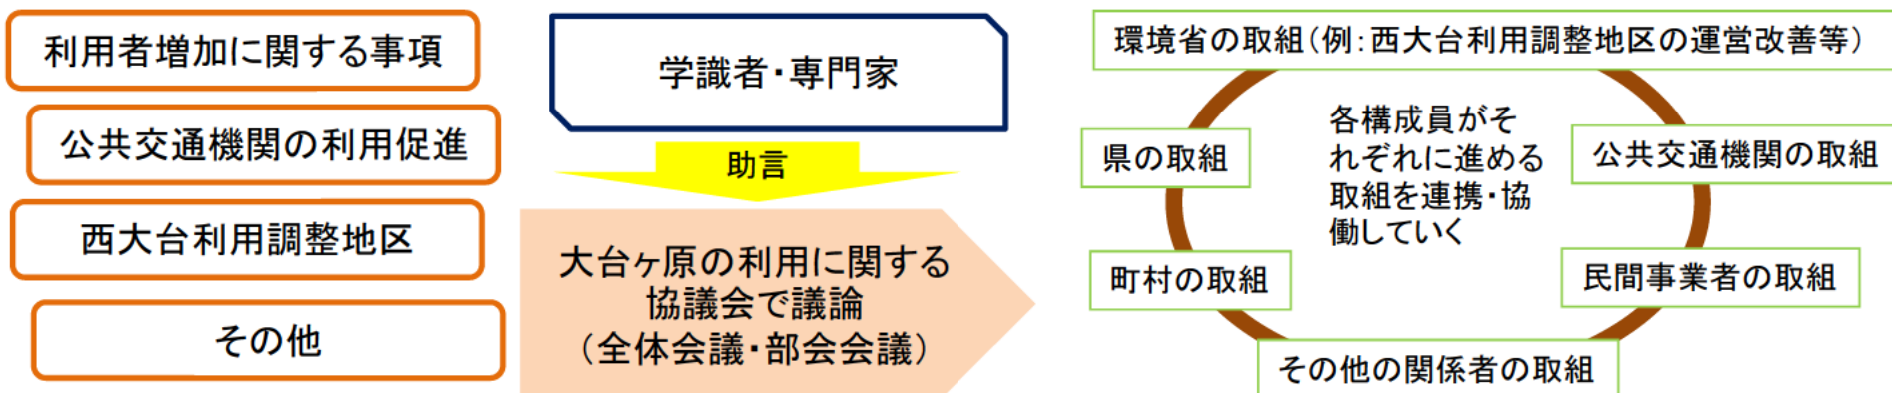 利用者増加に関する事項
公共交通機関の利用促進
西大台利用調整地区
その他
学識者・専門家
助言
大台ヶ原の利用に関する
協議会で議論
（全体会議・部会会議）
環境省の取組（例：西大台利用調整地区の運営改善等）
県の取組
各構成員がそ
れぞれに進める
取組を連携・協
働していく
公共交通機関の取組
町村の取組
民間事業者の取組
その他の関係者の取組